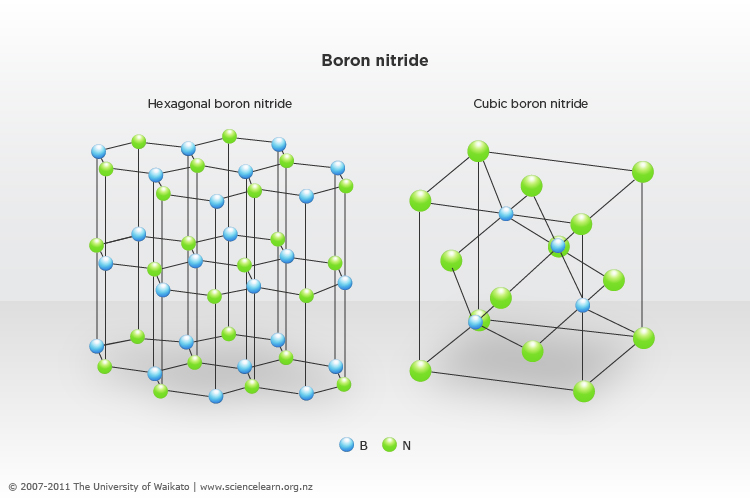 Boron nitride
Hexagonal boron nitride
Cubic boron nitride
B N
© 2007-2011 The University of Waikato | www.sciencelearn.org.nz